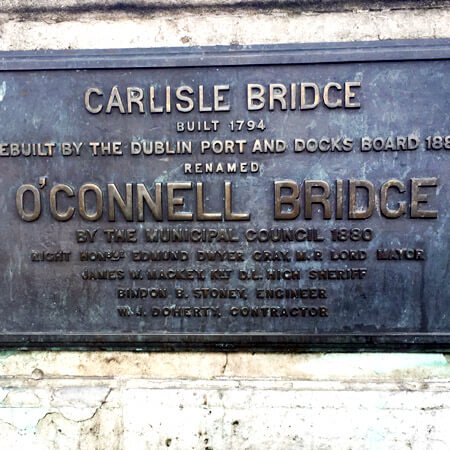 CARLISLE BRIDGE
BUILT 1794
EBUILT BY THE DUBLIN PORT AND DOCKS BOARD 188
RENAMED
O'CONNELL BRIDGE
BY THE MUNICIPAL COUNCIL 1880
RIGHT HONBLE EDMUND DWYER GRAY, M.P. LORD MAYOR
JAMES W. MACKEY, KNT D.L. HIGH SHERIFF
BINDON B. STONEY, ENGINEER
W. J. DOHERTY, CONTRACTOR